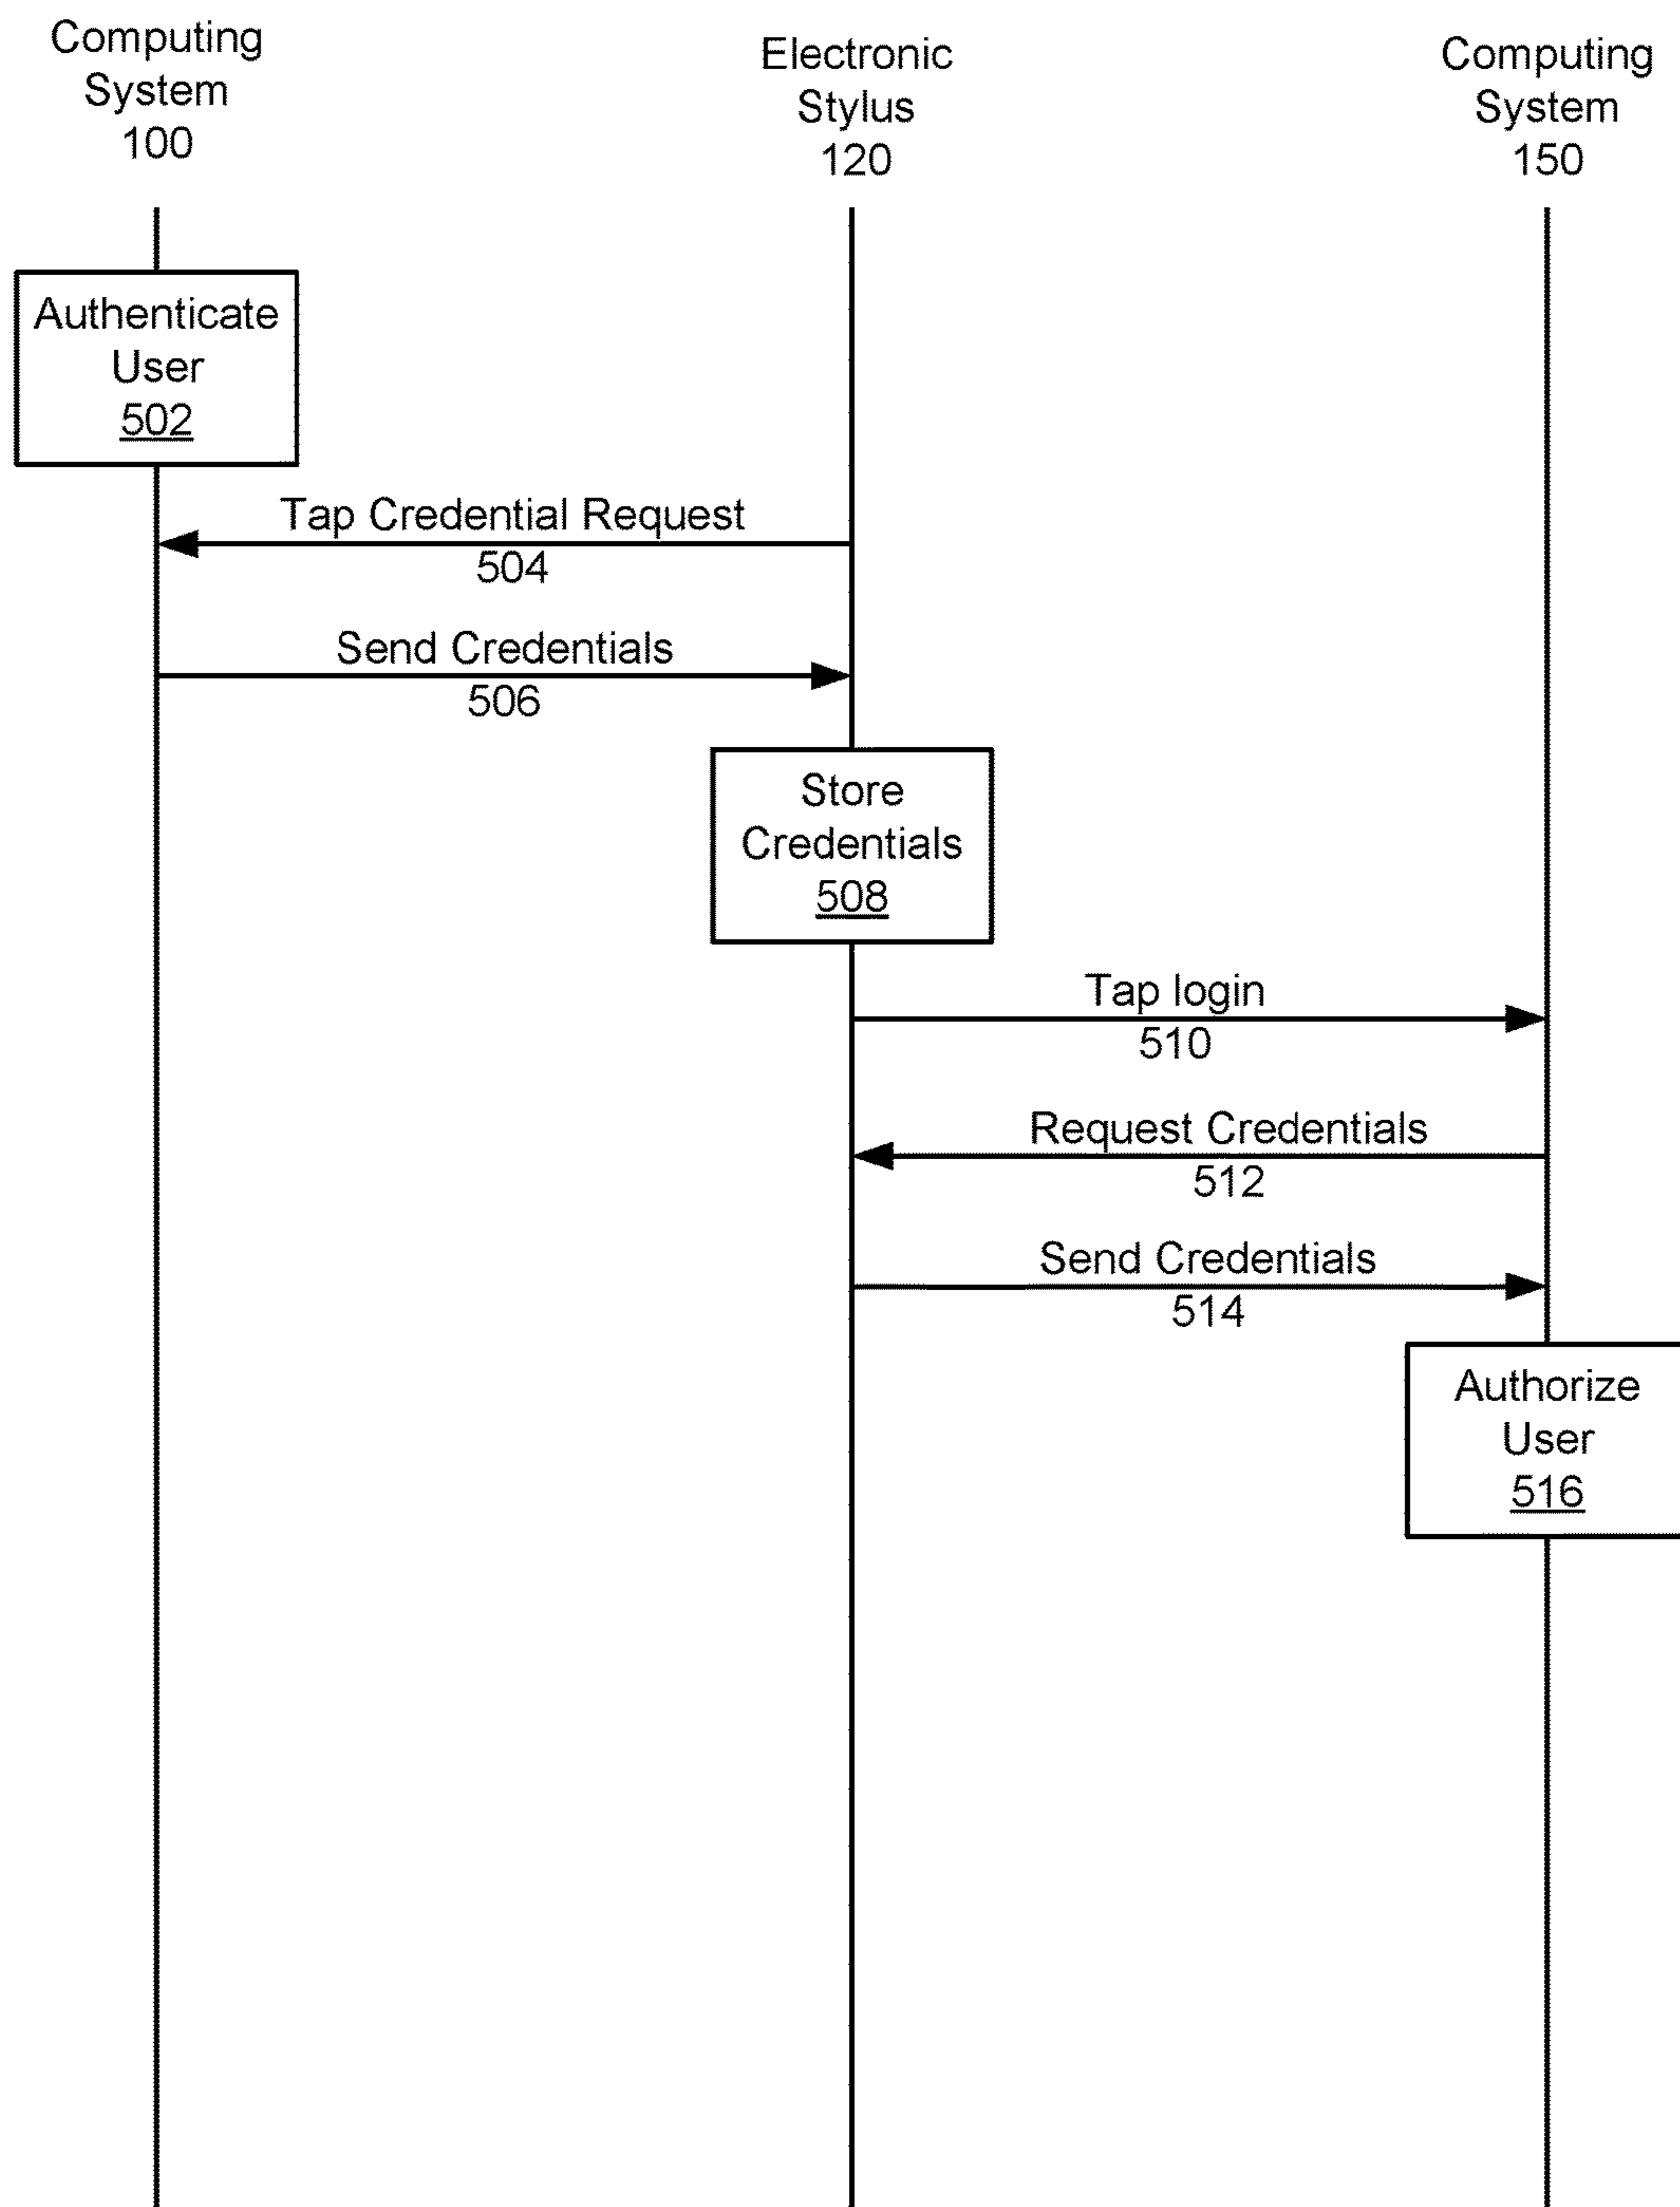 Computing
System
100
Electronic
Stylus
120
Computing
System
150
Authenticate
User
502
Tap Credential Request
504
Send Credentials
506
Store
Credentials
508
Tap login
510
Request Credentials
512
Send Credentials
514
Authorize
User
516